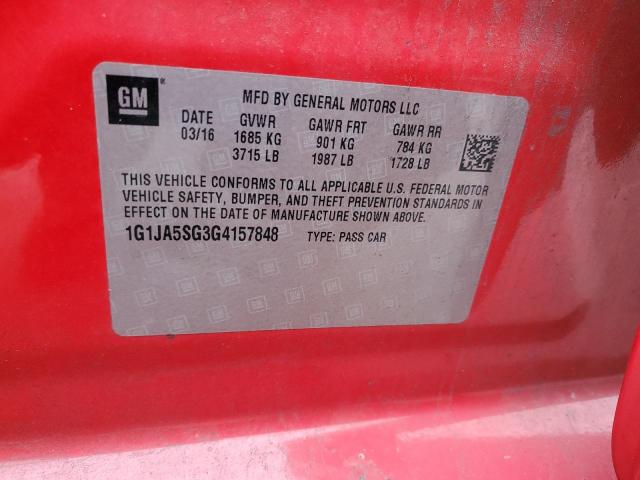 GM
MFD BY GENERAL MOTORS LLC
DATE GVWR GAWR FRT GAWR RR
03/16 1685 KG 901 KG 784 KG
3715 LB 1987 LB 1728 LB
THIS VEHICLE CONFORMS TO ALL APPLICABLE U.S. FEDERAL MOTOR
VEHICLE SAFETY, BUMPER, AND THEFT PREVENTION STANDARDS IN
EFFECT ON THE DATE OF MANUFACTURE SHOWN ABOVE.
1G1JA5SG3G4157848 TYPE: PASS CAR